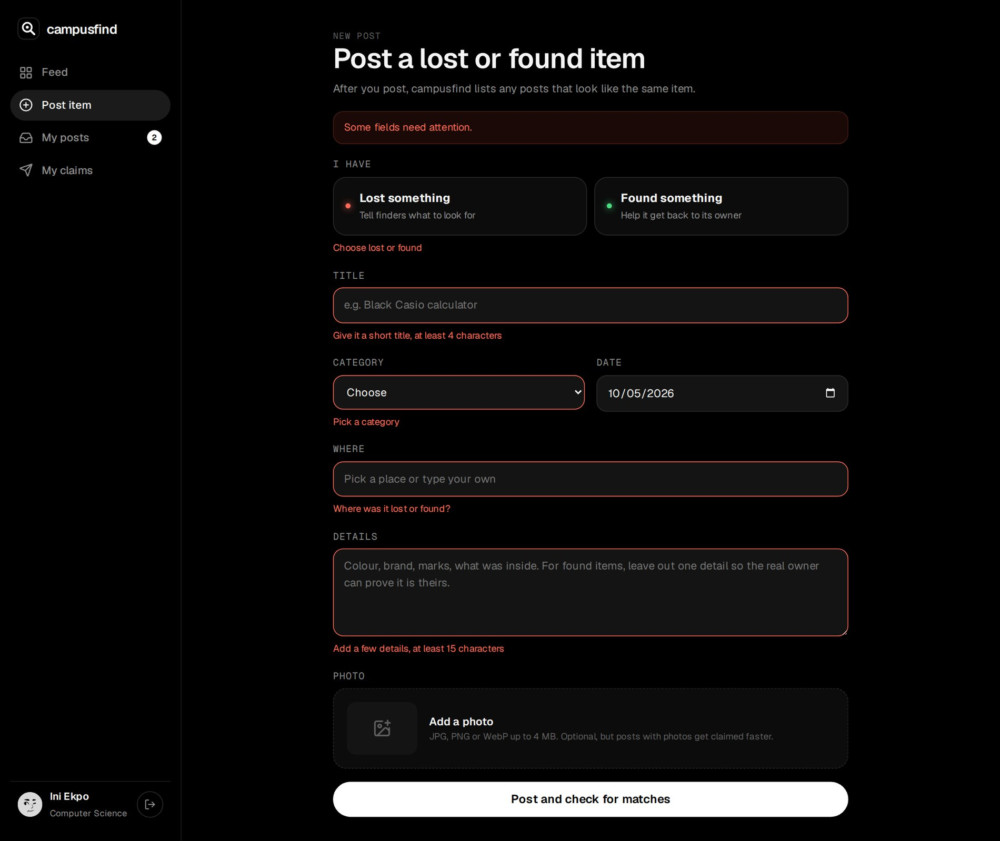 campusfind
Feed
Post item
My posts
2
My claims
NEW POST
Post a lost or found item
After you post, campusfind lists any posts that look like the same item.
Some fields need attention.
I HAVE
Lost something
Tell finders what to look for
Found something
Help it get back to its owner
Choose lost or found
TITLE
e.g. Black Casio calculator
Give it a short title, at least 4 characters
CATEGORY
Choose
Pick a category
DATE
10/05/2026
WHERE
Pick a place or type your own
Where was it lost or found?
DETAILS
Colour, brand, marks, what was inside. For found items, leave out one detail so the real owner
can prove it is theirs.
Add a few details, at least 15 characters
PHOTO
Add a photo
JPG, PNG or WebP up to 4 MB. Optional, but posts with photos get claimed faster.
Post and check for matches
Ini Ekpo
Computer Science